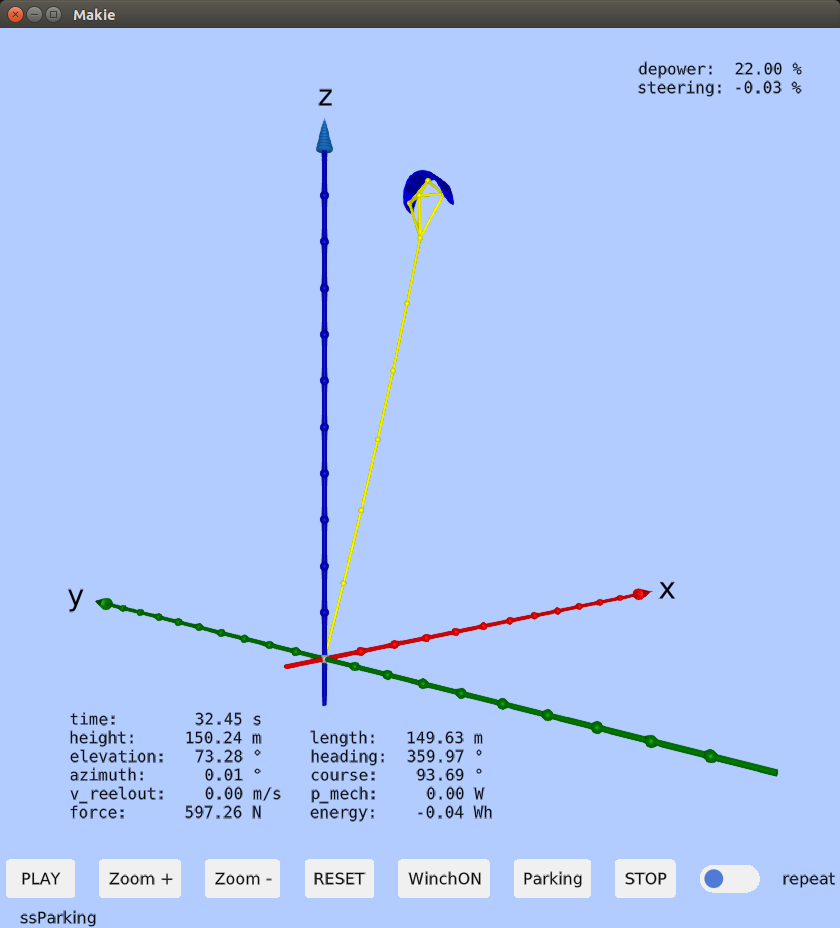 Makie
depower: 22.00 %
steering: -0.03 %
z
y
x
time: 32.45 s
height: 150.24 m length: 149.63 m
elevation: 73.28 ° heading: 359.97 °
azimuth: 0.01 ° course: 93.69 °
v_reelout: 0.00 m/s p_mech: 0.00 W
force: 597.26 N energy: -0.04 Wh
PLAY Zoom + Zoom - RESET WinchON Parking STOP repeat
ssParking